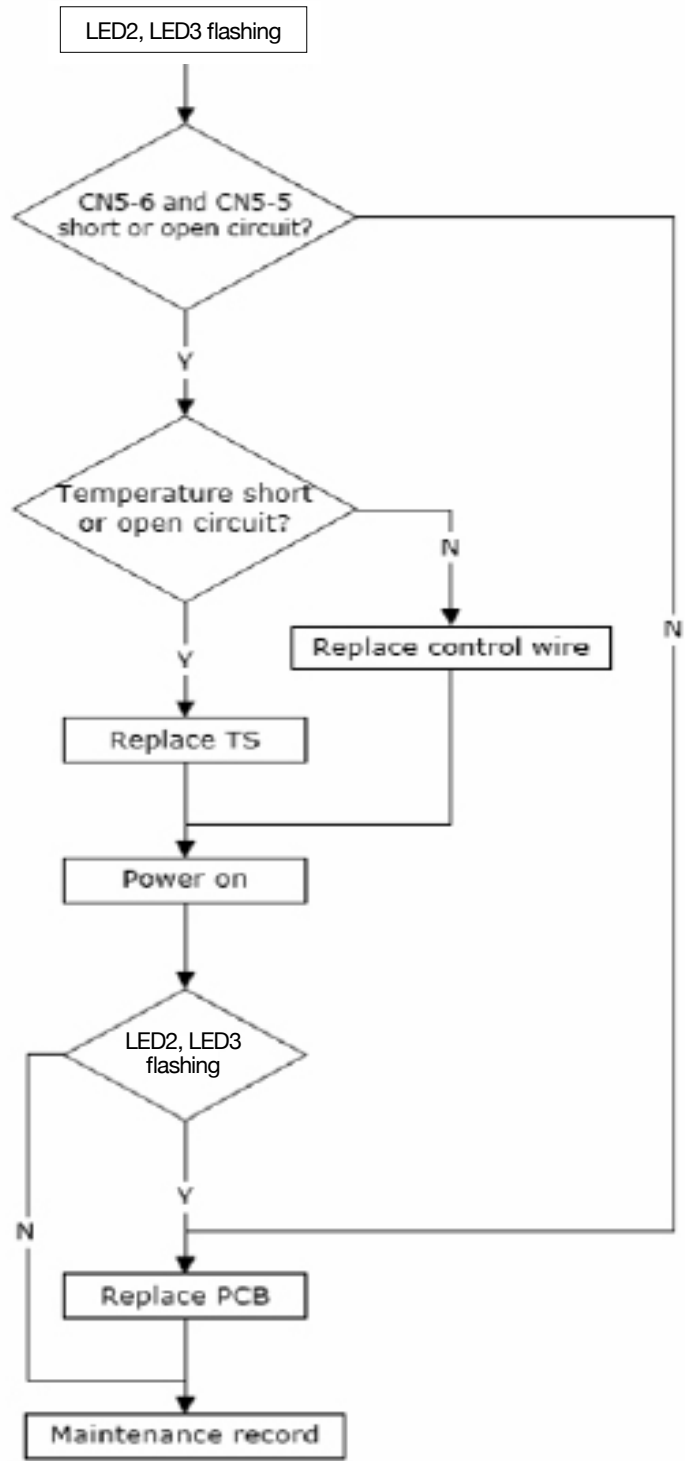 LED2, LED3 flashing
CN5-6 and CN5-5
short or open circuit?
Y
Temperature short
or open circuit?
N
N
Replace control wire
Y
Replace TS
Power on
LED2, LED3
flashing
Y
N
Replace PCB
Maintenance record